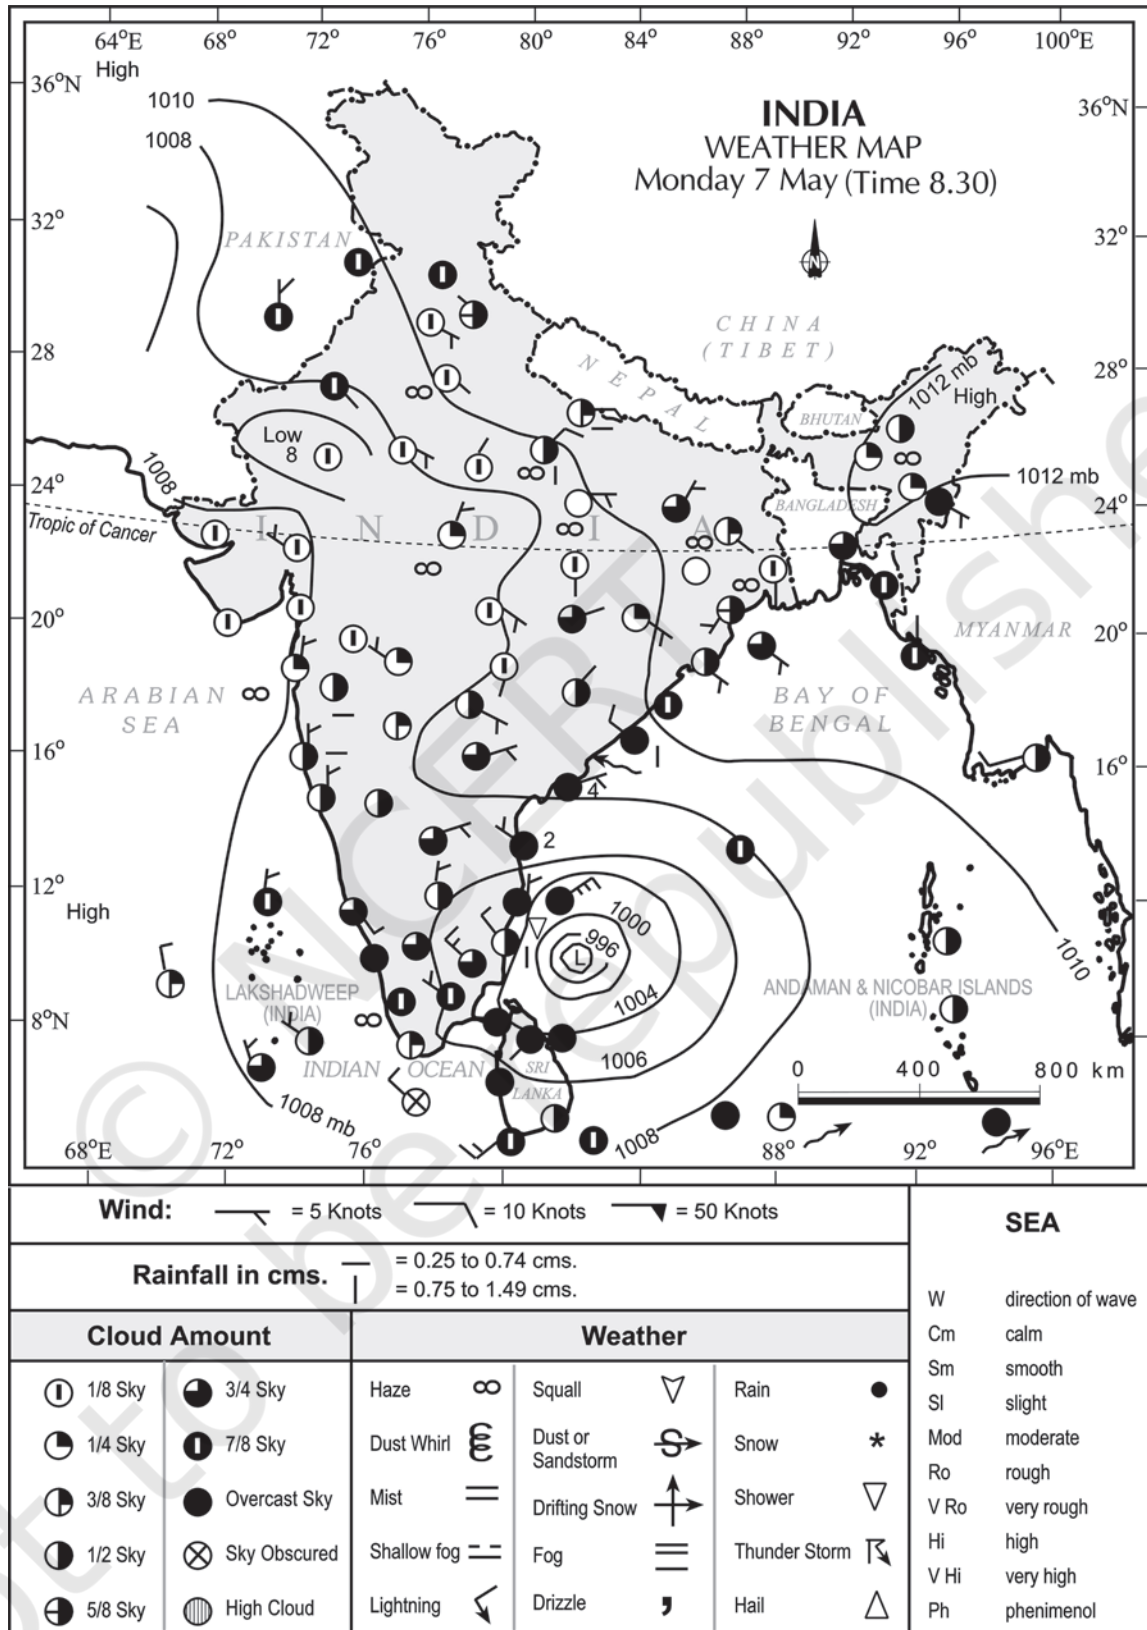 64°E 68° 72° 76° 80° 84° 88° 92° 96° 100°E
High
36°N
1010
1008
INDIA
WEATHER MAP
Monday 7 May (Time 8.30)
36°N
32°
PAKISTAN
N
32°
CHINA
(TIBET)
28
NEPAL
28°
1012 mb
High
BHUTAN
Low
8
1008
1012 mb
24°
BANGLADESH
24°
Tropic of Cancer
INDIA
20°
20°
MYANMAR
ARABIAN
SEA
BAY OF
BENGAL
16°
16°
4
2
12°
12°
High
1000
996
L
1010
LAKSHADWEEP
(INDIA)
1004
ANDAMAN & NICOBAR ISLANDS
(INDIA)
8°N
1006
INDIAN OCEAN
SRI
LANKA
0 400 800 km
1008 mb
1008
68°E 72° 76° 88° 92° 96°E
© NCERT
not to be republished
Wind: = 5 Knots = 10 Knots = 50 Knots
Rainfall in cms. = 0.25 to 0.74 cms.
= 0.75 to 1.49 cms.
Cloud Amount
1/8 Sky 3/4 Sky
1/4 Sky 7/8 Sky
3/8 Sky Overcast Sky
1/2 Sky Sky Obscured
5/8 Sky High Cloud
Weather
Haze Squall Rain
Dust Whirl Dust or
Sandstorm Snow
Mist Drifting Snow Shower
Shallow fog Fog Thunder Storm
Lightning Drizzle Hail
SEA
W direction of wave
Cm calm
Sm smooth
Sl slight
Mod moderate
Ro rough
V Ro very rough
Hi high
V Hi very high
Ph phenimenol